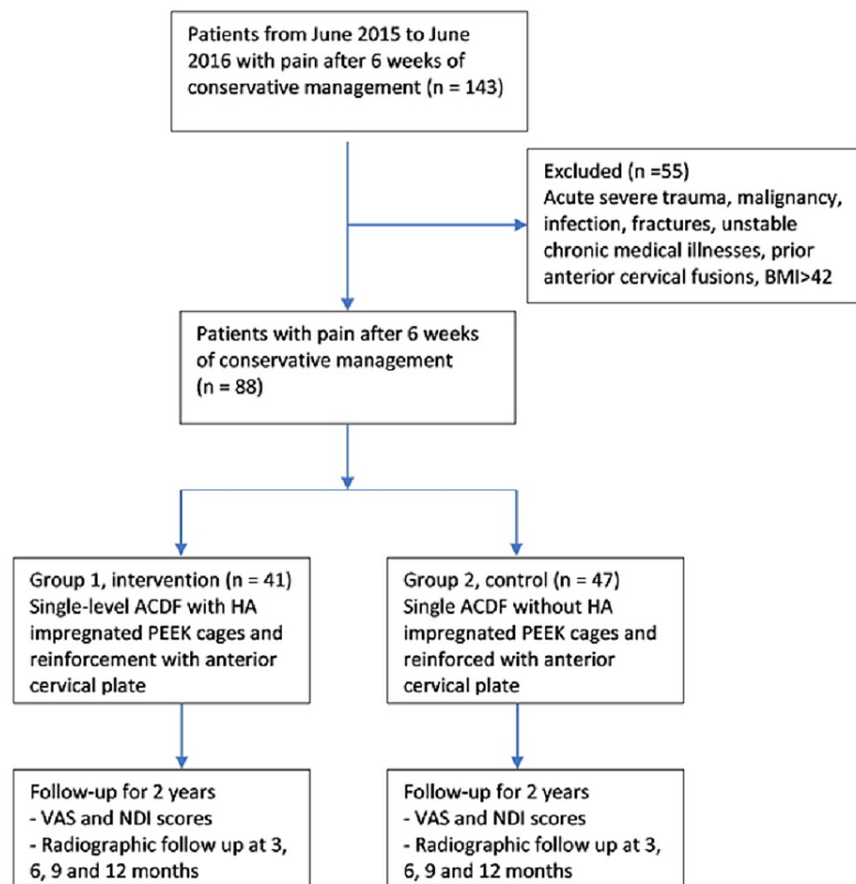 Patients from June 2015 to June
2016 with pain after 6 weeks of
conservative management (n = 143)
Excluded (n =55)
Acute severe trauma, malignancy,
infection, fractures, unstable
chronic medical illnesses, prior
anterior cervical fusions, BMI>42
Patients with pain after 6 weeks
of conservative management
(n = 88)
Group 1, intervention (n = 41)
Single-level ACDF with HA
impregnated PEEK cages and
reinforcement with anterior
cervical plate
Group 2, control (n = 47)
Single ACDF without HA
impregnated PEEK cages and
reinforced with anterior
cervical plate
Follow-up for 2 years
- VAS and NDI scores
- Radiographic follow up at 3,
6, 9 and 12 months
Follow-up for 2 years
- VAS and NDI scores
- Radiographic follow up at 3,
6, 9 and 12 months